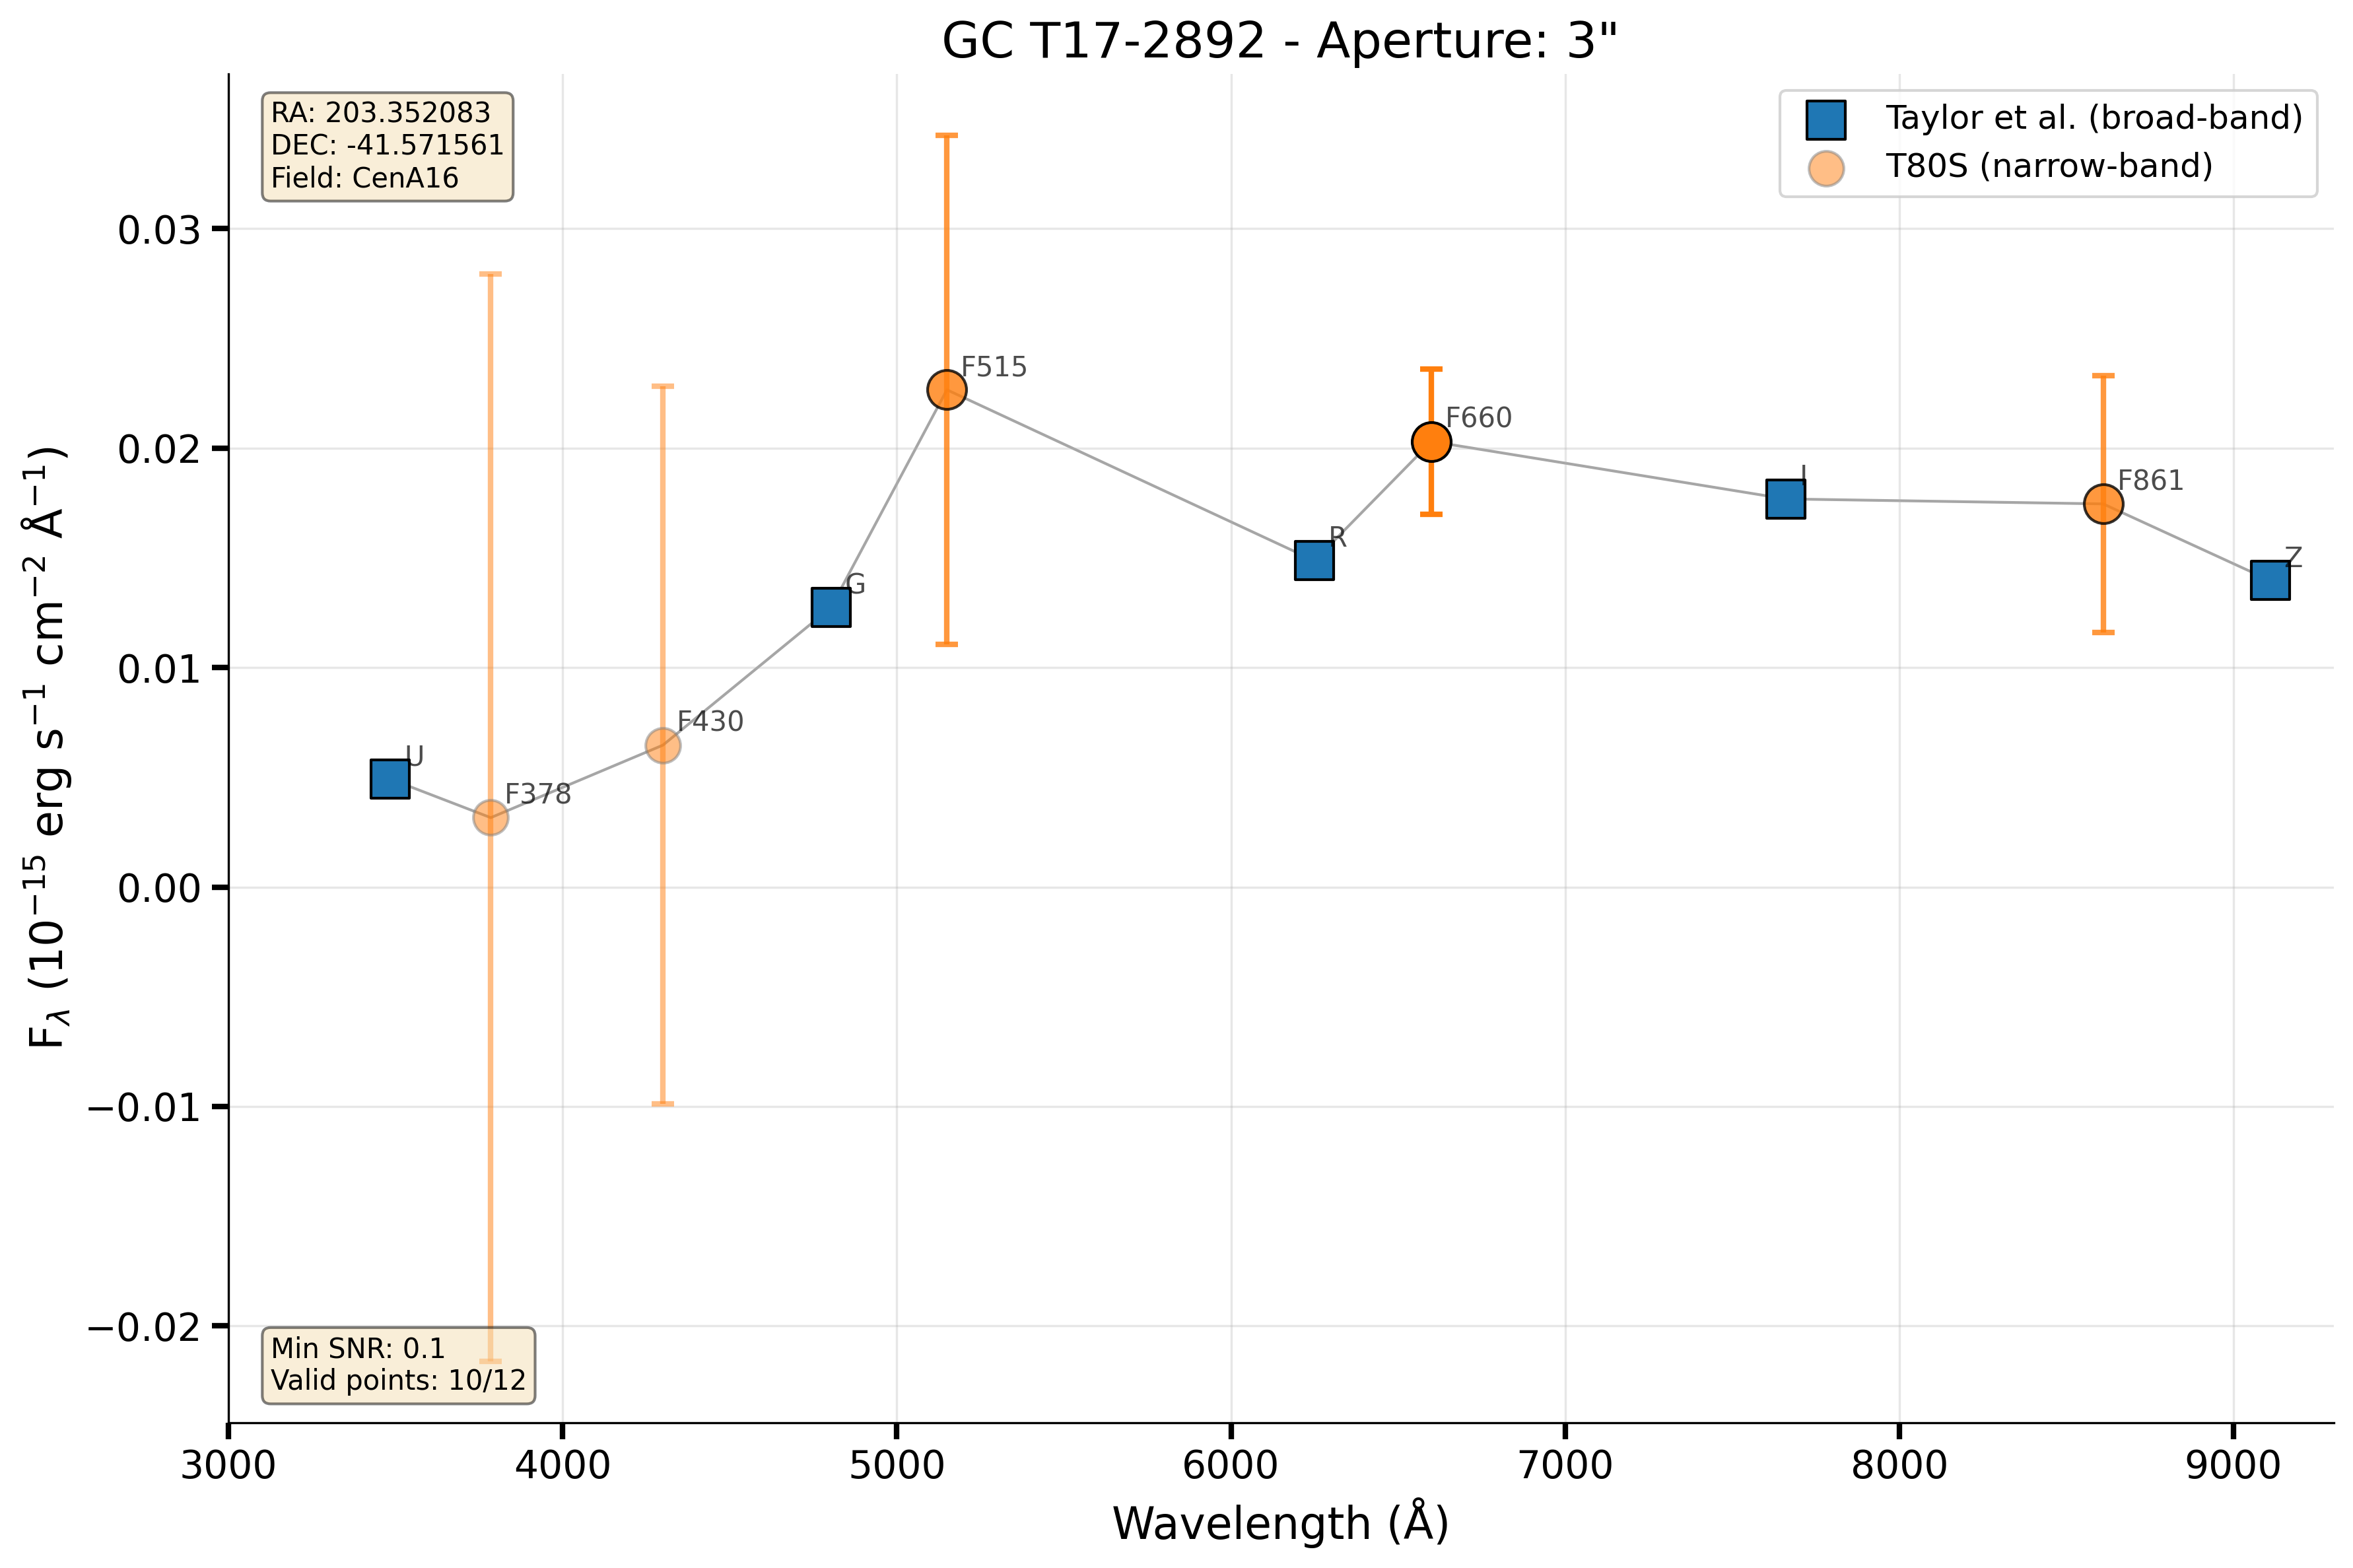 GC T17-2892 - Aperture: 3"
RA: 203.352083
DEC: -41.571561
Field: CenA16
Taylor et al. (broad-band)
T80S (narrow-band)
F$_{λ}$ (10$^{−15}$ erg s$^{−1}$ cm$^{−2}$ Å$^{−1}$)
0.03
0.02
0.01
0.00
−0.01
−0.02
U
F378
F430
G
F515
R
F660
I
F861
Z
Min SNR: 0.1
Valid points: 10/12
3000 4000 5000 6000 7000 8000 9000
Wavelength (Å)